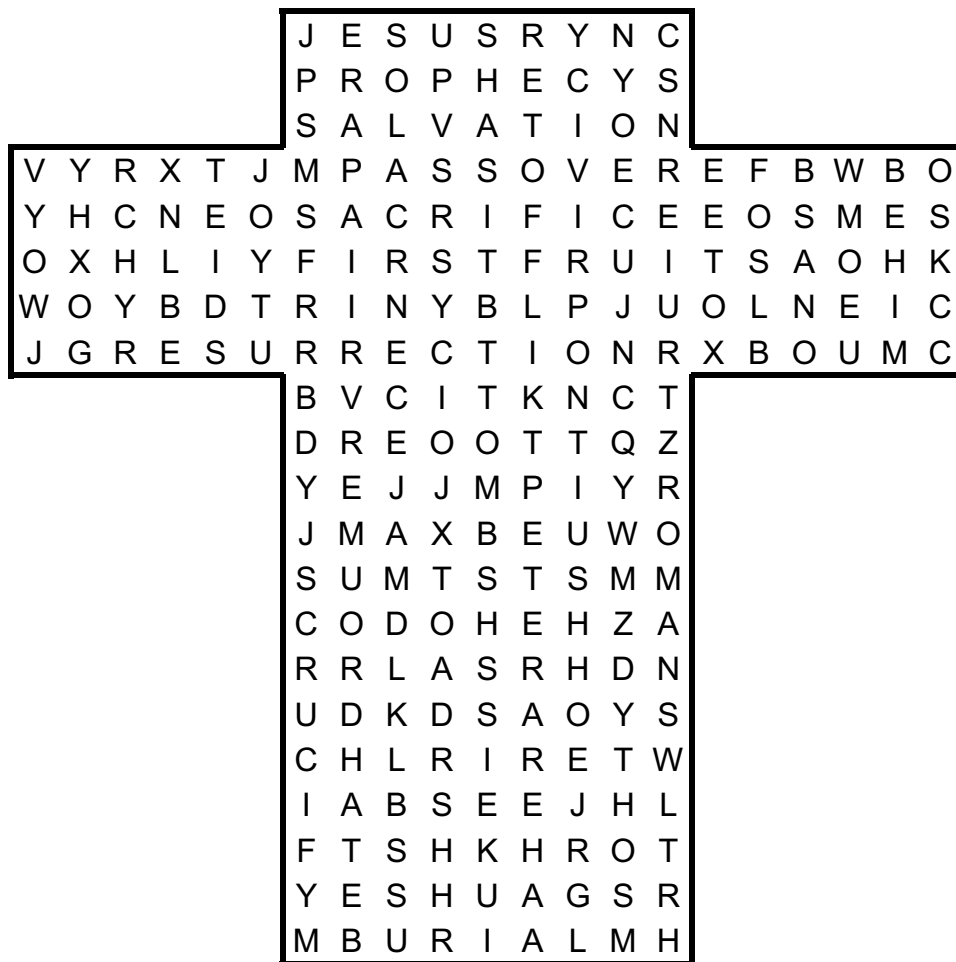 J E S U S R Y N C
P R O P H E C Y S
S A L V A T I O N
V Y R X T J M P A S S O V E R E F B W B O
Y H C N E O S A C R I F I C E E O S M E S
O X H L I Y F I R S T F R U I T S A O H K
W O Y B D T R I N Y B L P J U O L N E I C
J G R E S U R R E C T I O N R X B O U M C
B V C I T K N C T
D R E O O T T Q Z
Y E J J M P I Y R
J M A X B E U W O
S U M T S T S M M
C O D O H E H Z A
R R L A S R H D N
U D K D S A O Y S
C H L R I R E T W
I A B S E E J H L
F T S H K H R O T
Y E S H U A G S R
M B U R I A L M H